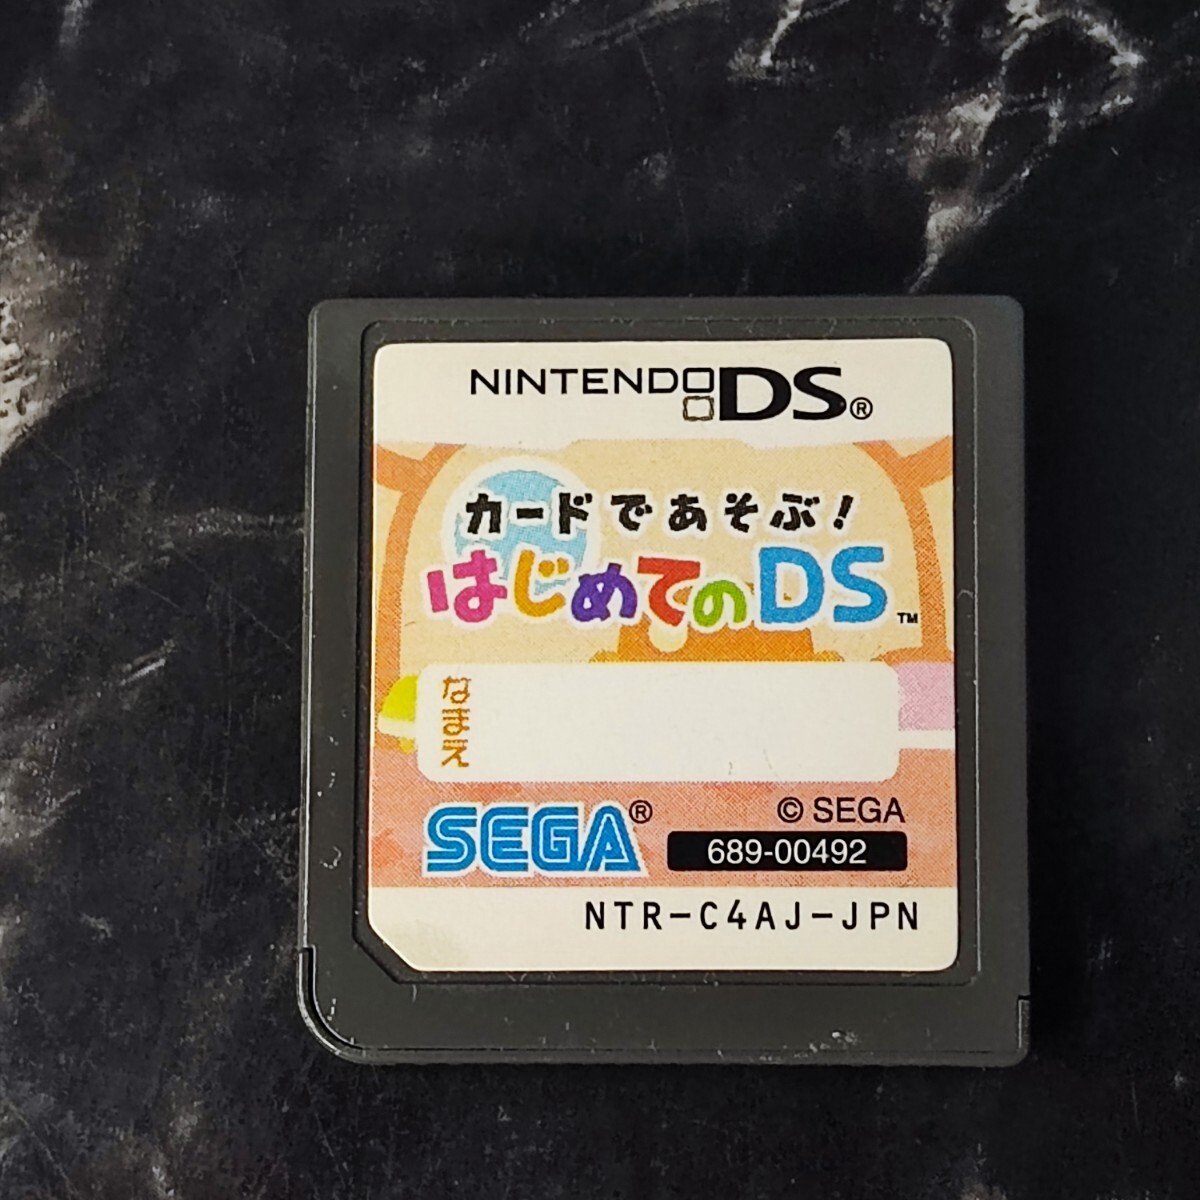 NINTENDO DS®
カードであそぶ!
はじめてのDS™
なまえ
SEGA®
© SEGA
689-00492
NTR-C4AJ-JPN